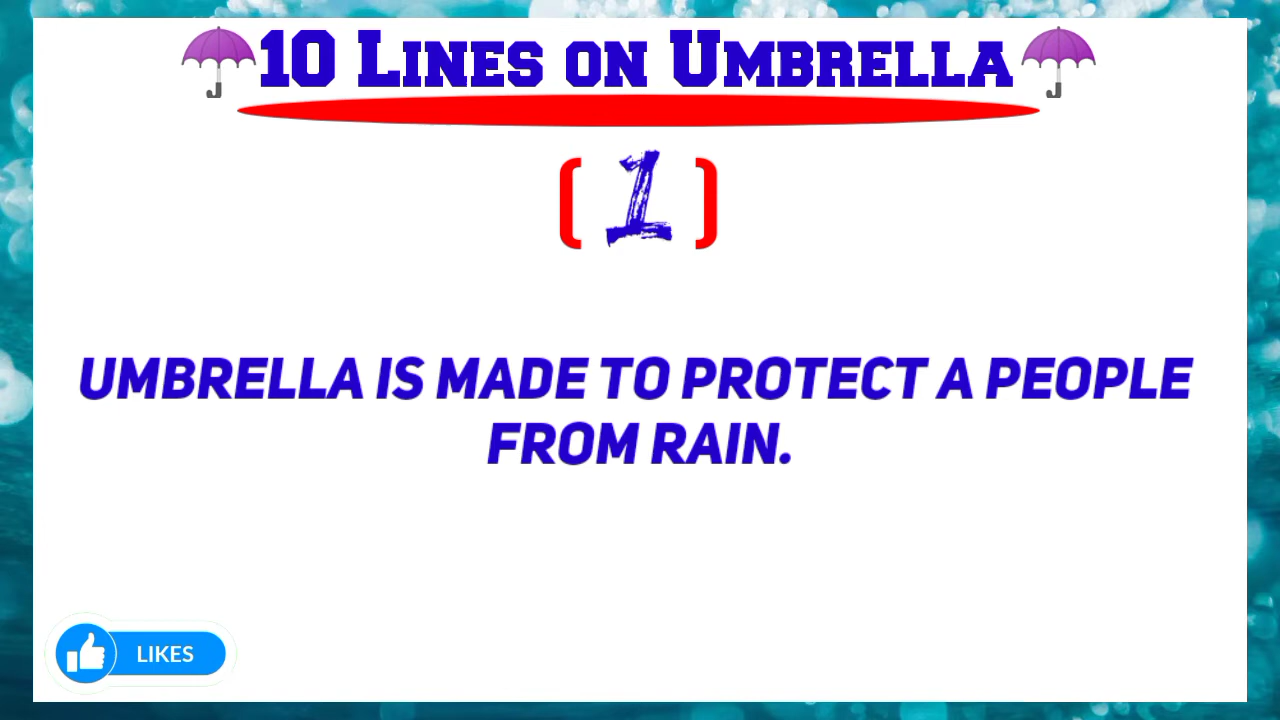 10 Lines on Umbrella
( 1 )
UMBRELLA IS MADE TO PROTECT A PEOPLE
FROM RAIN.
LIKES